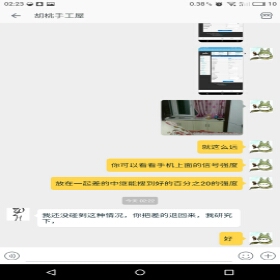 02:23
0.38
10
胡桃手工屋
就这么远
你可以看看手机上面的信号强度
放在一起差的中继能搜到好的百分之20的强度
我还没碰到这种情况，你把差的退回来，我研究
下，
好